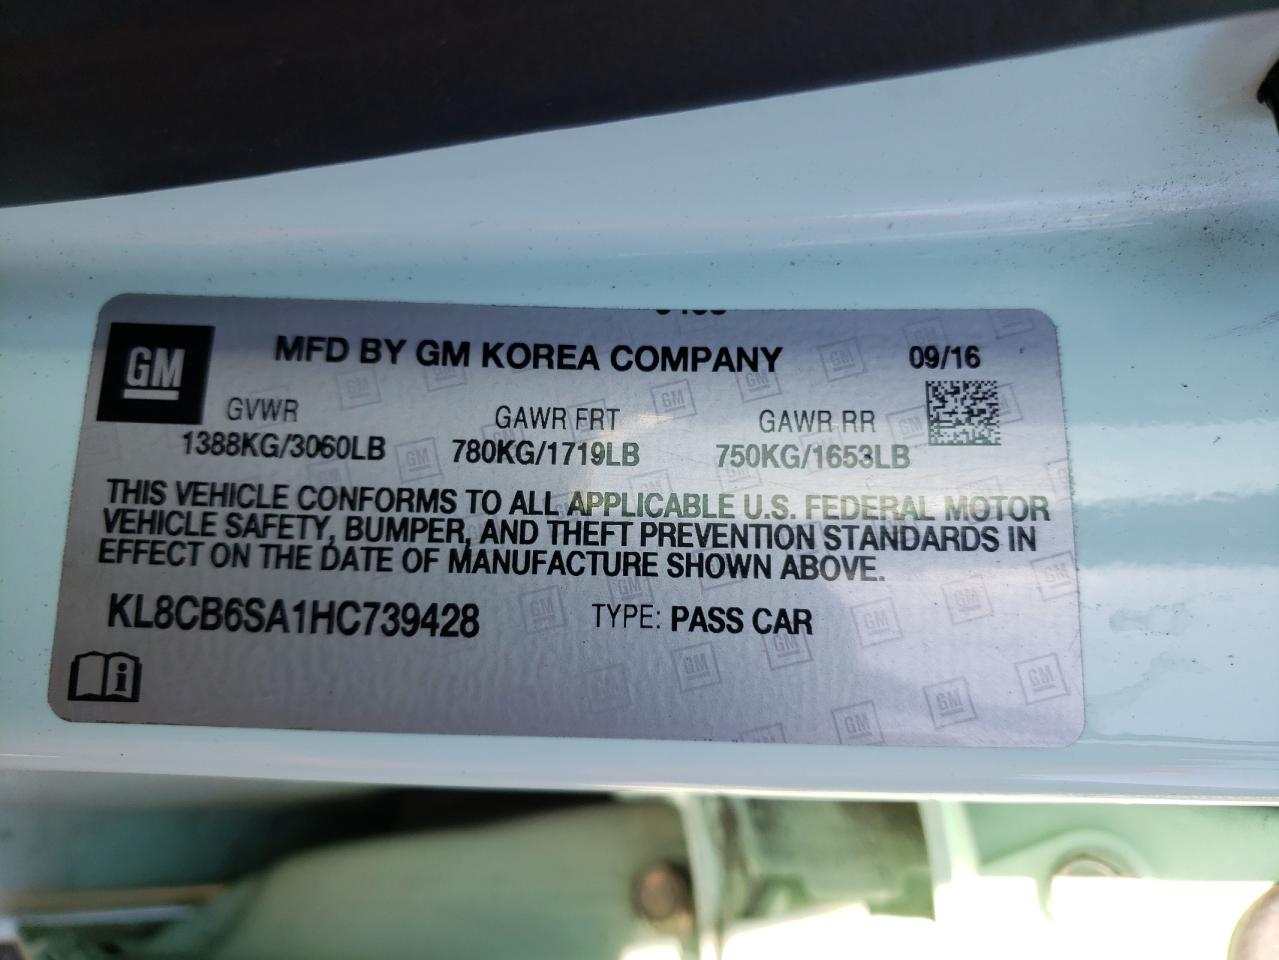 GM
MFD BY GM KOREA COMPANY 09/16
GVWR GAWR FRT GAWR RR
1388KG/3060LB 780KG/1719LB 750KG/1653LB
THIS VEHICLE CONFORMS TO ALL APPLICABLE U.S. FEDERAL MOTOR
VEHICLE SAFETY, BUMPER, AND THEFT PREVENTION STANDARDS IN
EFFECT ON THE DATE OF MANUFACTURE SHOWN ABOVE.
KL8CB6SA1HC739428 TYPE: PASS CAR